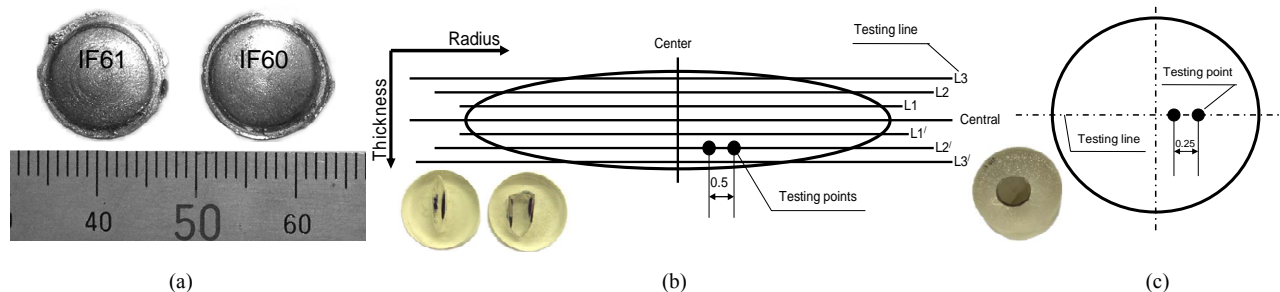 IF61
IF60
40
50
60
(a)
Radius
Thickness
Center
Testing line
L3
L2
L1
Central
L1/
L2/
L3/
0.5
Testing points
(b)
Testing point
Testing line
0.25
(c)